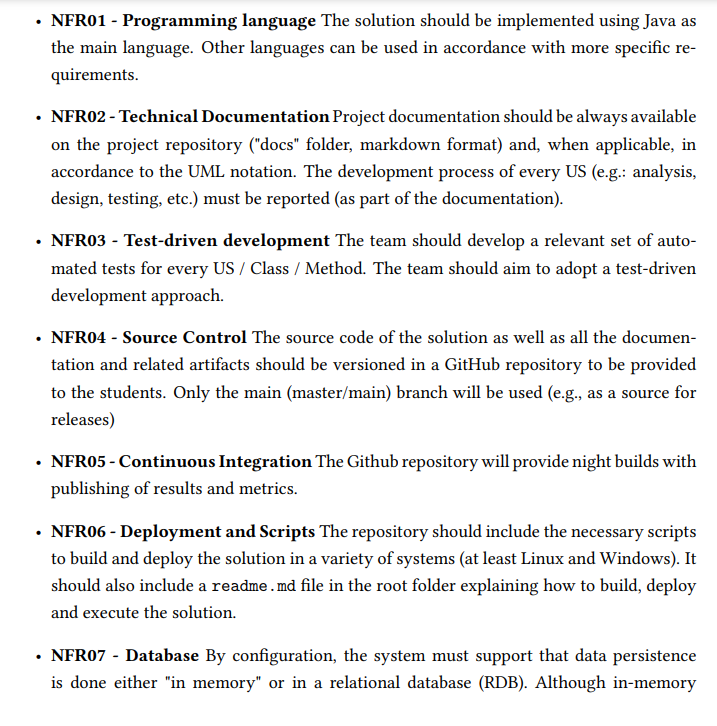 • NFR01 - Programming language The solution should be implemented using Java as
the main language. Other languages can be used in accordance with more specific re-
quirements.
• NFR02 - Technical Documentation Project documentation should be always available
on the project repository ("docs" folder, markdown format) and, when applicable, in
accordance to the UML notation. The development process of every US (e.g.: analysis,
design, testing, etc.) must be reported (as part of the documentation).
• NFR03 - Test-driven development The team should develop a relevant set of auto-
mated tests for every US / Class / Method. The team should aim to adopt a test-driven
development approach.
• NFR04 - Source Control The source code of the solution as well as all the documen-
tation and related artifacts should be versioned in a GitHub repository to be provided
to the students. Only the main (master/main) branch will be used (e.g., as a source for
releases)
• NFR05 - Continuous Integration The Github repository will provide night builds with
publishing of results and metrics.
• NFR06 - Deployment and Scripts The repository should include the necessary scripts
to build and deploy the solution in a variety of systems (at least Linux and Windows). It
should also include a readme.md file in the root folder explaining how to build, deploy
and execute the solution.
• NFR07 - Database By configuration, the system must support that data persistence
is done either "in memory" or in a relational database (RDB). Although in-memory